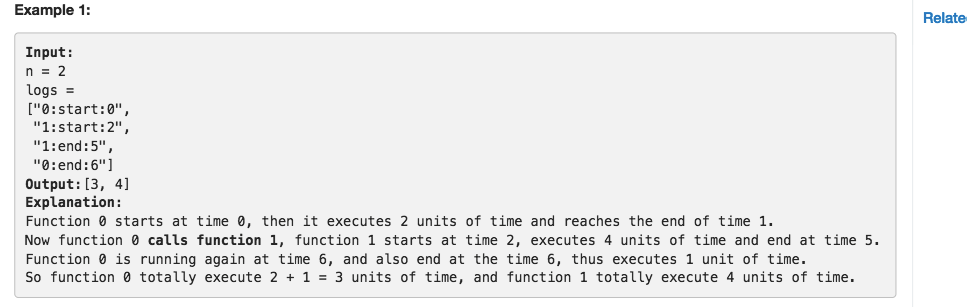 Example 1:
Relate
Input:
n = 2
logs =
["0:start:0",
"1:start:2",
"1:end:5",
"0:end:6"]
Output:[3, 4]
Explanation:
Function 0 starts at time 0, then it executes 2 units of time and reaches the end of time 1.
Now function 0 calls function 1, function 1 starts at time 2, executes 4 units of time and end at time 5.
Function 0 is running again at time 6, and also end at the time 6, thus executes 1 unit of time.
So function 0 totally execute 2 + 1 = 3 units of time, and function 1 totally execute 4 units of time.